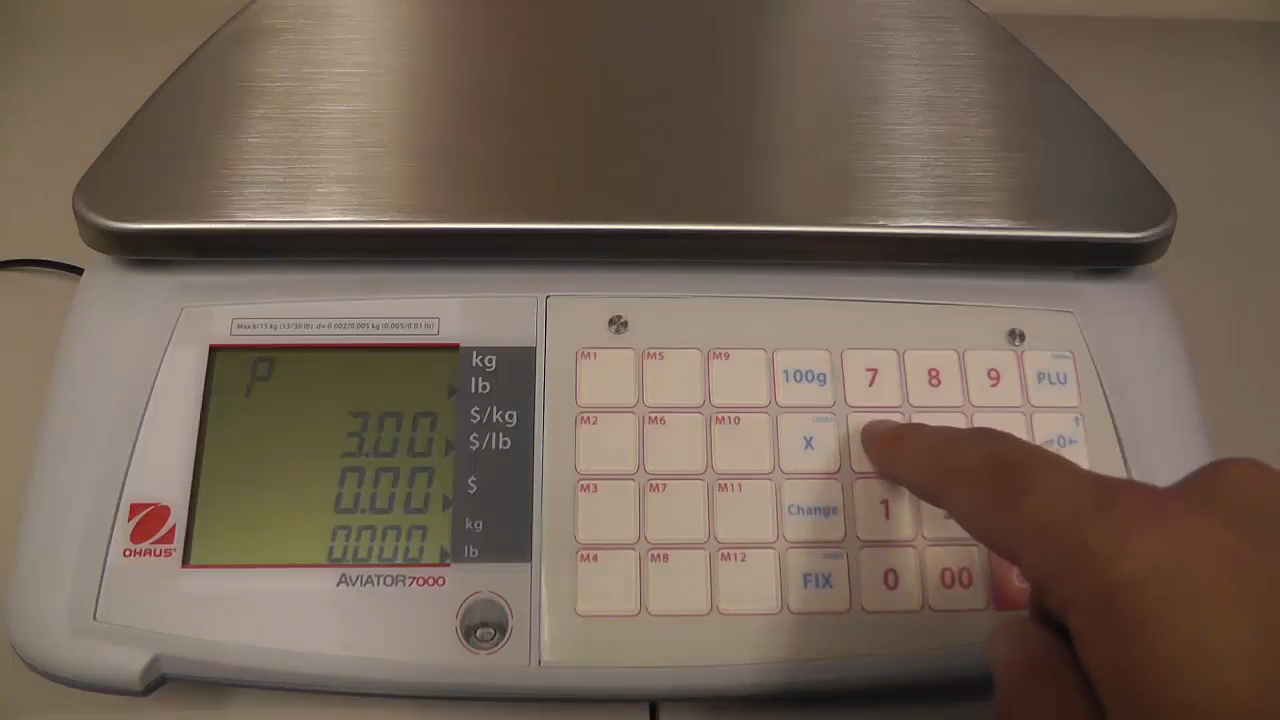 Max 6/15 kg (15/30 lb) d= 0.002/0.005 kg (0.005/0.01 lb)
P
3.00
0.00
0.000
kg
lb
$/kg
$/lb
$
kg
lb
OHAUS
AVIATOR7000
M1
M5
M9
100g
7
8
9
PLU
M2
M6
M10
X
→0←
M3
M7
M11
Change
1
M4
M8
M12
FIX
0
00